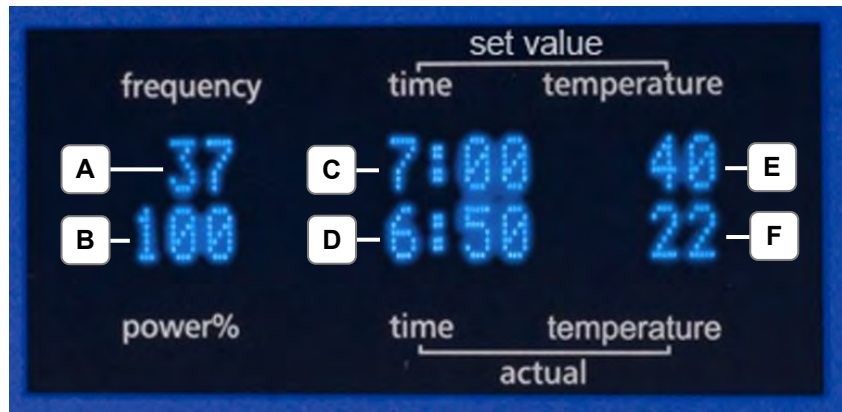 set value
frequency time temperature
A 37 C 7:00 40 E
B 100 D 6:50 22 F
power% time temperature
actual